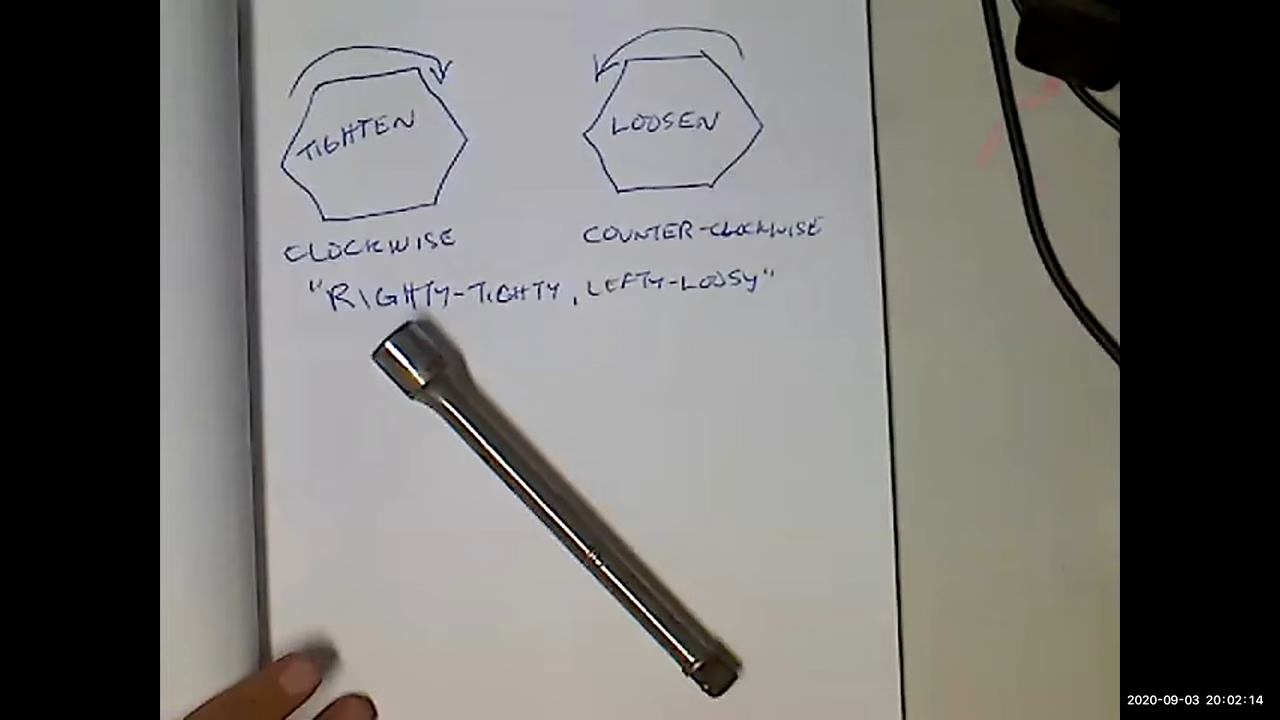 TIGHTEN
LOOSEN
CLOCKWISE
COUNTER-CLOCKWISE
"RIGHTY-TIGHTY, LEFTY-LOOSY"
2020-09-03 20:02:14